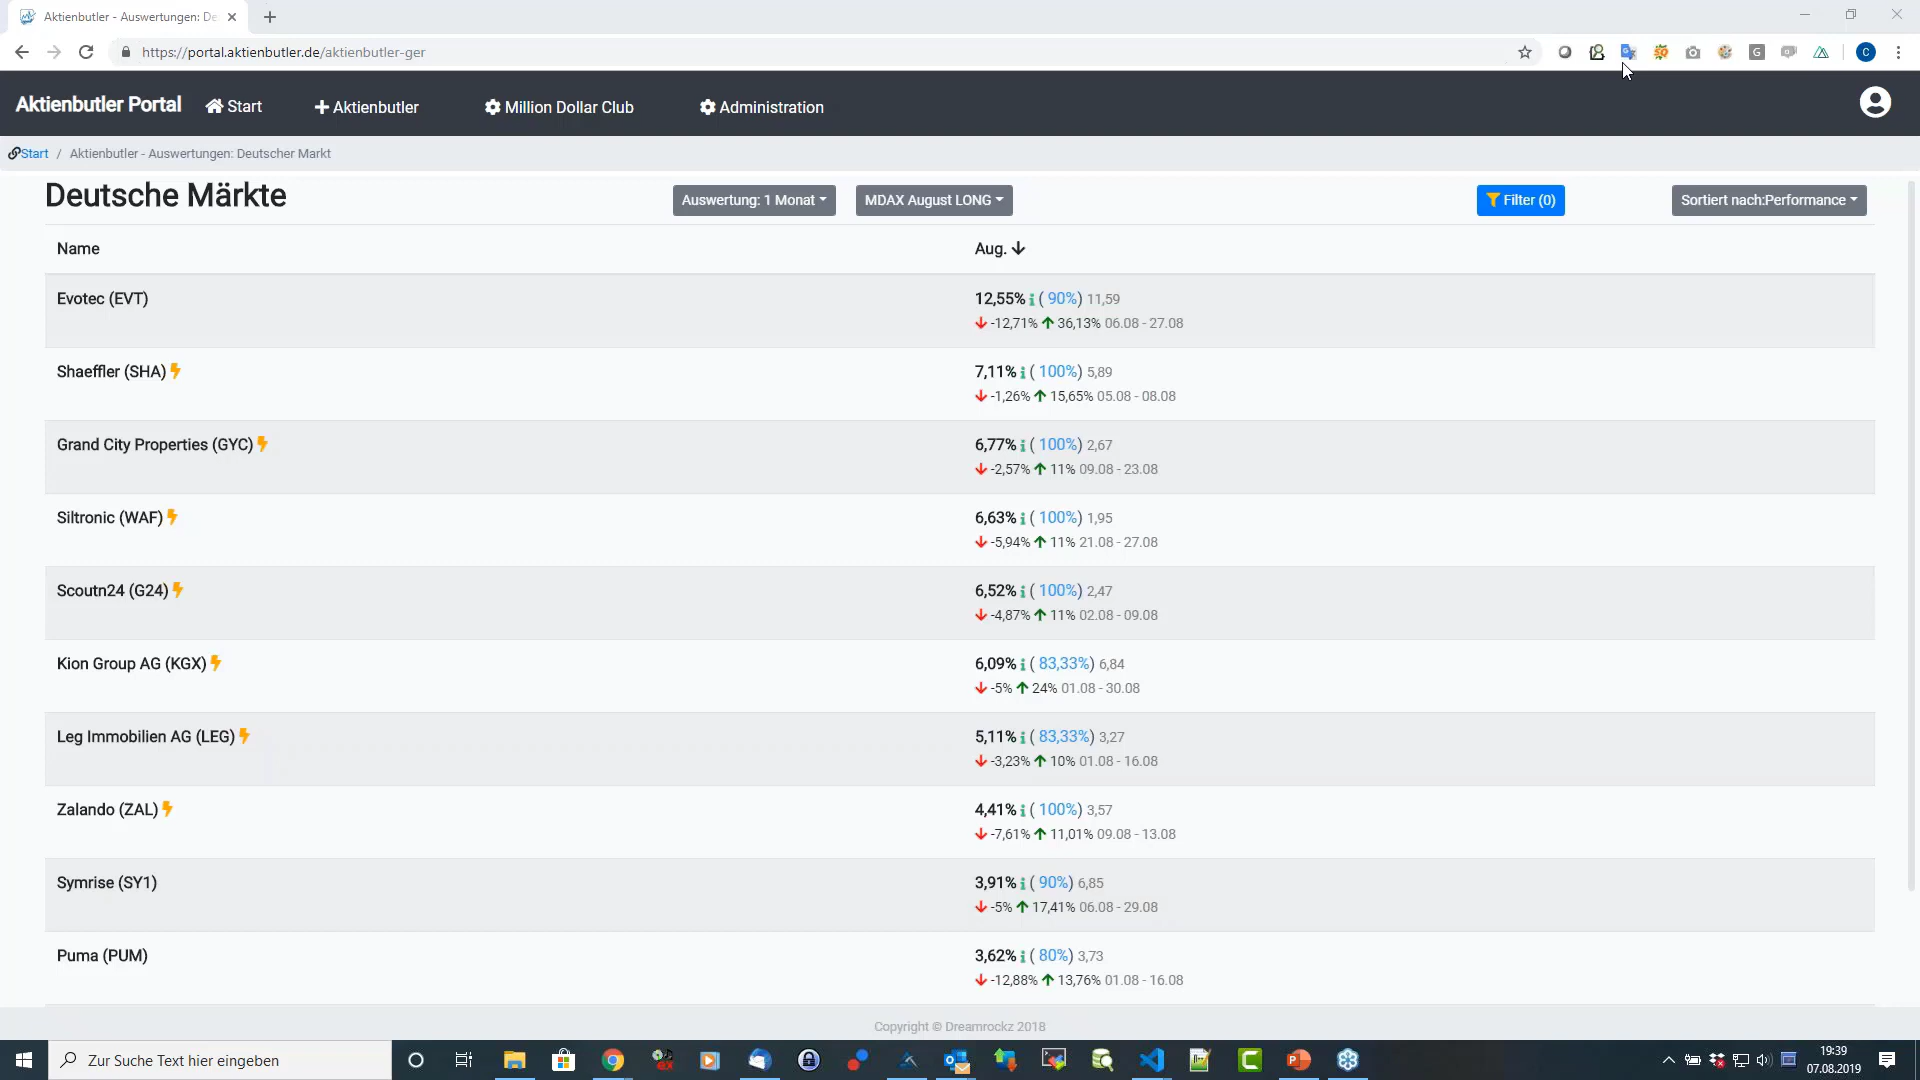 Aktienbutler - Auswertungen: De
https://portal.aktienbutler.de/aktienbutler-ger
Aktienbutler Portal Start Aktienbutler Million Dollar Club Administration
Start / Aktienbutler - Auswertungen: Deutscher Markt
Deutsche Märkte Auswertung: 1 Monat MDAX August LONG Filter (0) Sortiert nach:Performance
Name Aug.
Evotec (EVT) 12,55% ( 90%) 11,59
-12,71% 36,13% 06.08 - 27.08
Shaeffler (SHA) 7,11% ( 100%) 5,89
-1,26% 15,65% 05.08 - 08.08
Grand City Properties (GYC) 6,77% ( 100%) 2,67
-2,57% 11% 09.08 - 23.08
Siltronic (WAF) 6,63% ( 100%) 1,95
-5,94% 11% 21.08 - 27.08
Scoutn24 (G24) 6,52% ( 100%) 2,47
-4,87% 11% 02.08 - 09.08
Kion Group AG (KGX) 6,09% ( 83,33%) 6,84
-5% 24% 01.08 - 30.08
Leg Immobilien AG (LEG) 5,11% ( 83,33%) 3,27
-3,23% 10% 01.08 - 16.08
Zalando (ZAL) 4,41% ( 100%) 3,57
-7,61% 11,01% 09.08 - 13.08
Symrise (SY1) 3,91% ( 90%) 6,85
-5% 17,41% 06.08 - 29.08
Puma (PUM) 3,62% ( 80%) 3,73
-12,88% 13,76% 01.08 - 16.08
Copyright © Dreamrockz 2018
Zur Suche Text hier eingeben
19:39
07.08.2019